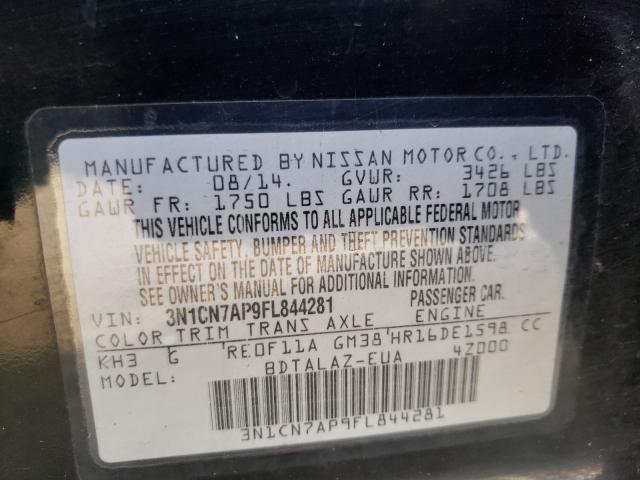 MANUFACTURED BY NISSAN MOTOR CO., LTD.
DATE: 08/14. GVWR: 3426 LBS
GAWR FR: 1750 LBS GAWR RR: 1708 LBS
THIS VEHICLE CONFORMS TO ALL APPLICABLE FEDERAL MOTOR
VEHICLE SAFETY, BUMPER AND THEFT PREVENTION STANDARDS
IN EFFECT ON THE DATE OF MANUFACTURE SHOWN ABOVE.
SEE OWNER'S MANUAL FOR ADDITIONAL INFORMATION.
VIN: 3N1CN7AP9FL844281 PASSENGER CAR.
COLOR TRIM TRANS AXLE ENGINE
KH3 G 'RE0F11A GM38'HR16DE1598 CC
MODEL: BDTALAZ-EUA 4Z000
3N1CN7AP9FL844281